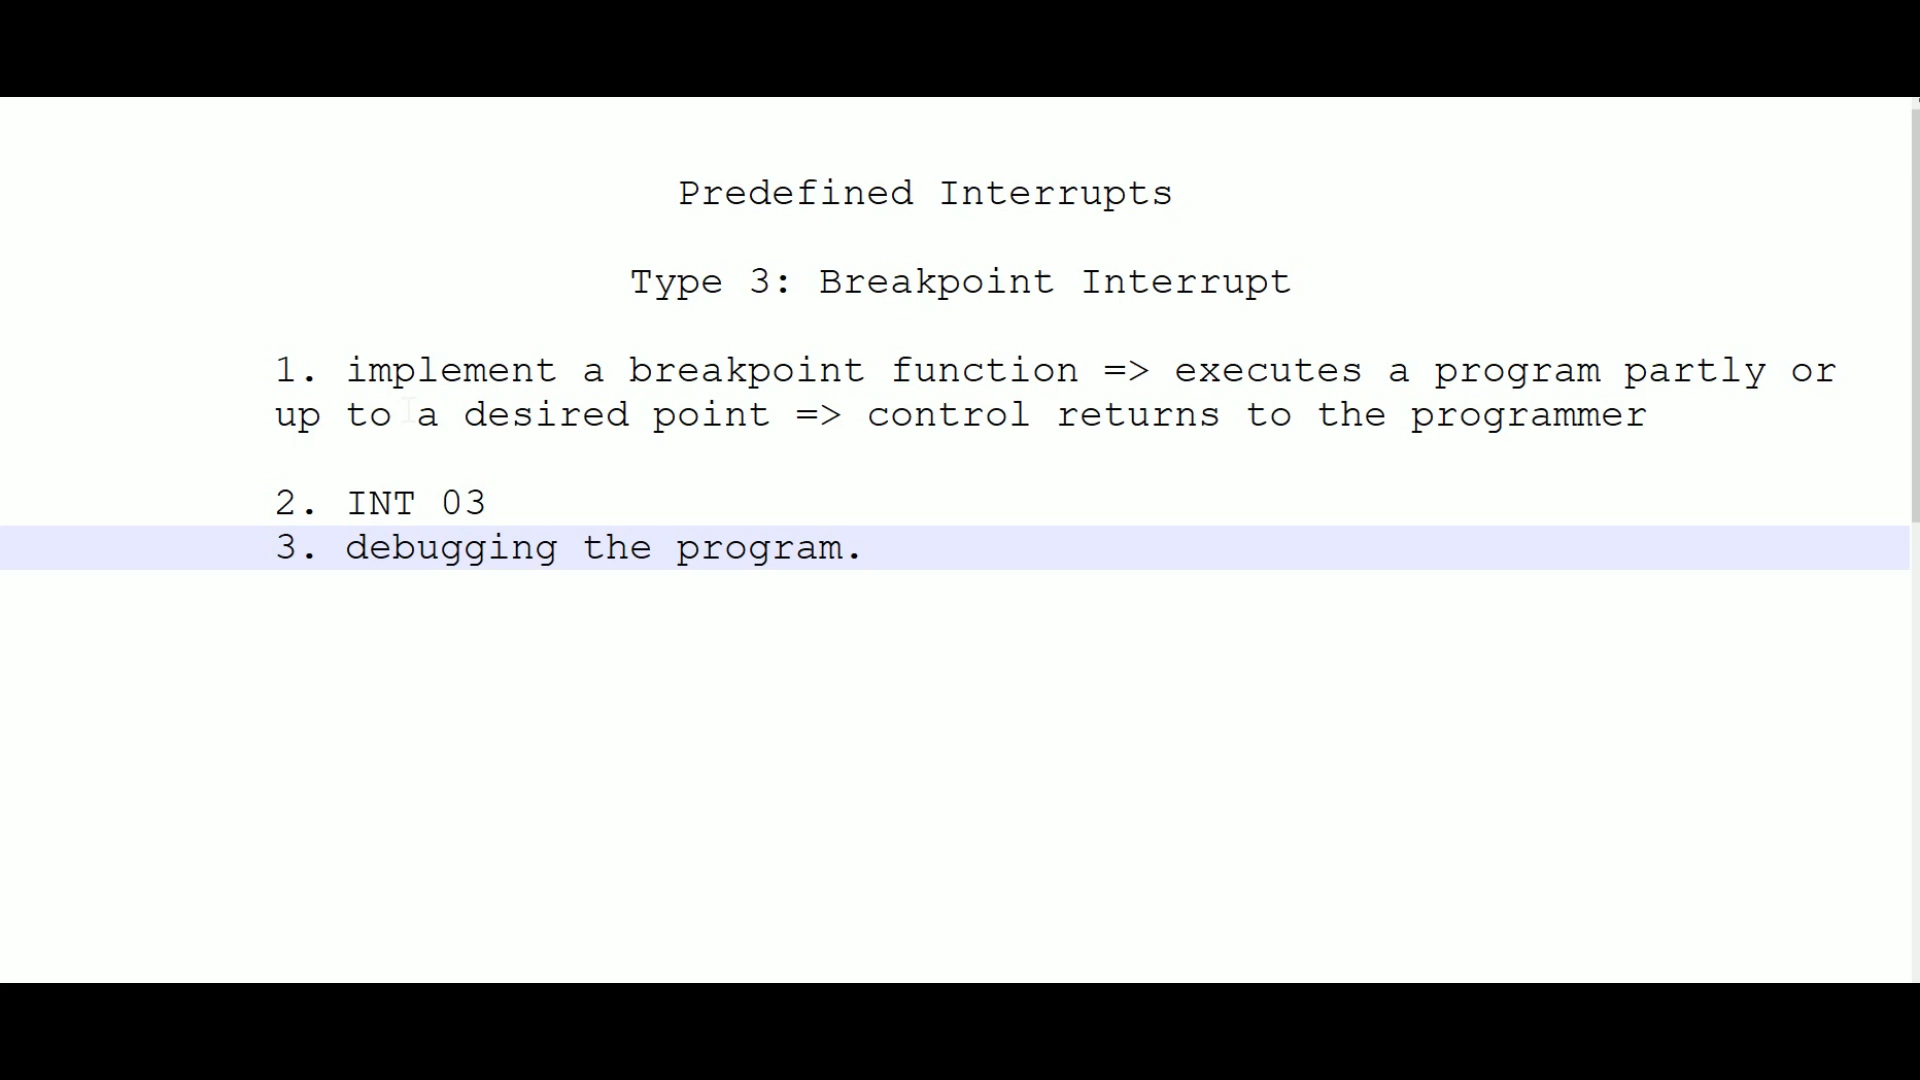 Predefined Interrupts
Type 3: Breakpoint Interrupt
1. implement a breakpoint function => executes a program partly or
up to a desired point => control returns to the programmer
2. INT 03
3. debugging the program.